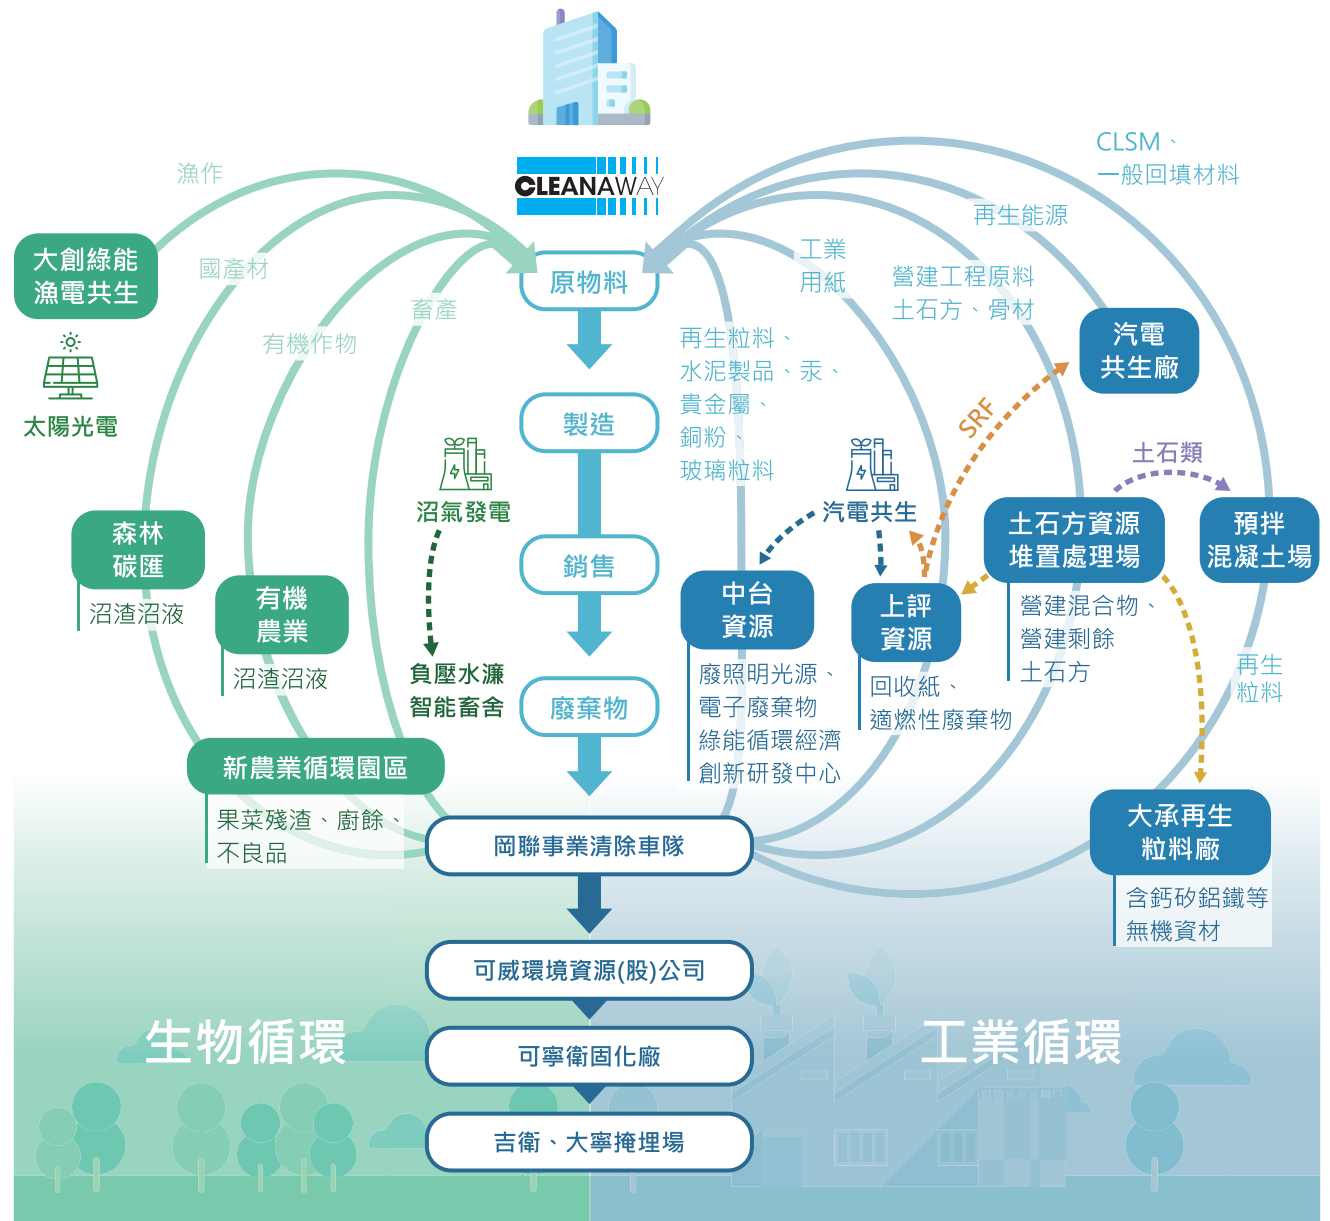 CLEANAWAY
漁作
國產材
有機作物
畜產
大創綠能
漁電共生
太陽光電
森林
碳匯
沼渣沼液
有機
農業
沼渣沼液
新農業循環園區
果菜殘渣、廚餘、
不良品
沼氣發電
負壓水濂
智能畜舍
原物料
製造
銷售
廢棄物
岡聯事業清除車隊
可威環境資源(股)公司
可寧衛固化廠
吉衛、大寧掩埋場
CLSM、
一般回填材料
再生能源
工業
用紙
營建工程原料
土石方、骨材
再生粒料、
水泥製品、汞、
貴金屬、
銅粉、
玻璃粒料
汽電
共生廠
SRF
土石類
汽電共生
中台
資源
廢照明光源、
電子廢棄物
綠能循環經濟
創新研發中心
上評
資源
回收紙、
適燃性廢棄物
土石方資源
堆置處理場
營建混合物、
營建剩餘
土石方
預拌
混凝土場
再生
粒料
大承再生
粒料廠
含鈣矽鋁鐵等
無機資材
生物循環
工業循環